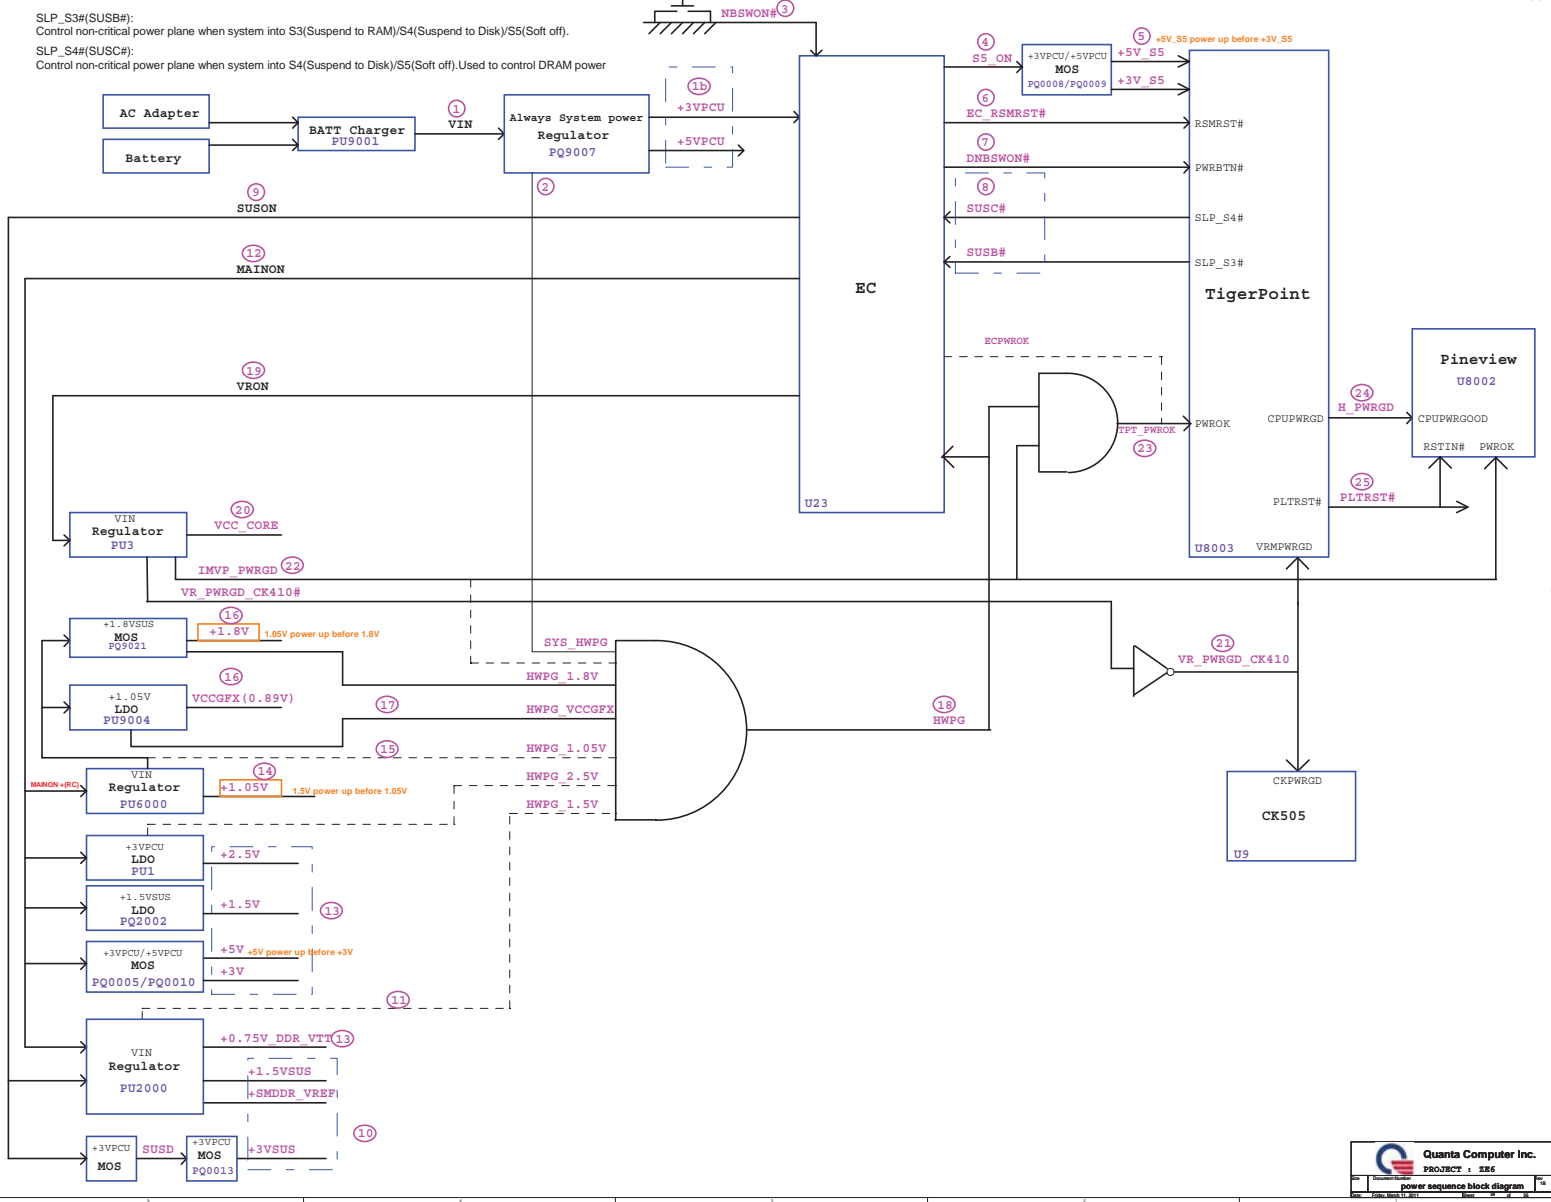 SLP_S3#(SUSB#):
Control non-critical power plane when system into S3(Suspend to RAM)/S4(Suspend to Disk)/S5(Soft off).
SLP_S4#(SUSC#):
Control non-critical power plane when system into S4(Suspend to Disk)/S5(Soft off).Used to control DRAM power
NBSWON# 3
AC Adapter
Battery
BATT Charger
PU9001
1
VIN
Always System power
Regulator
PQ9007
1b
+3VPCU
+5VPCU
2
4
S5_ON
+3VPCU/+5VPCU
MOS
PQ0008/PQ0009
5 +5V_S5 power up before +3V_S5
+5V_S5
+3V_S5
6
EC_RSMRST#
RSMRST#
7
DNBSWON#
PWRBTN#
8
SUSC#
SLP_S4#
SUSB#
SLP_S3#
9
SUSON
12
MAINON
19
VRON
EC
U23
TigerPoint
ECPWROK
TPT_PWROK
23
PWROK
CPUPWRGD
PLTRST#
U8003
VRMPWRGD
24
H_PWRGD
25
PLTRST#
Pineview
U8002
CPUPWRGOOD
RSTIN# PWROK
VIN
Regulator
PU3
20
VCC_CORE
IMVP_PWRGD 22
VR_PWRGD_CK410#
+1.8VSUS
MOS
PQ9021
16
+1.8V
1.05V power up before 1.8V
+1.05V
LDO
PU9004
16
VCCGFX(0.89V)
17
15
SYS_HWPG
HWPG_1.8V
HWPG_VCCGFX
HWPG_1.05V
HWPG_2.5V
HWPG_1.5V
18
HWPG
21
VR_PWRGD_CK410
CKPWRGD
CK505
U9
MAINON +(RC)
VIN
Regulator
PU6000
14
+1.05V
1.5V power up before 1.05V
+3VPCU
LDO
PU1
+2.5V
+1.5VSUS
LDO
PQ2002
+1.5V
13
+3VPCU/+5VPCU
MOS
PQ0005/PQ0010
+5V +5V power up before +3V
+3V
11
VIN
Regulator
PU2000
+0.75V_DDR_VTT 13
+1.5VSUS
+SMDDR_VREF
10
+3VPCU
MOS
SUSD
+3VPCU
MOS
PQ0013
+3VSUS
Quanta Computer Inc.
PROJECT : ZE6
Size Document Number Rev
power sequence block diagram 1B
Date: Friday, March 11, 2011 Sheet